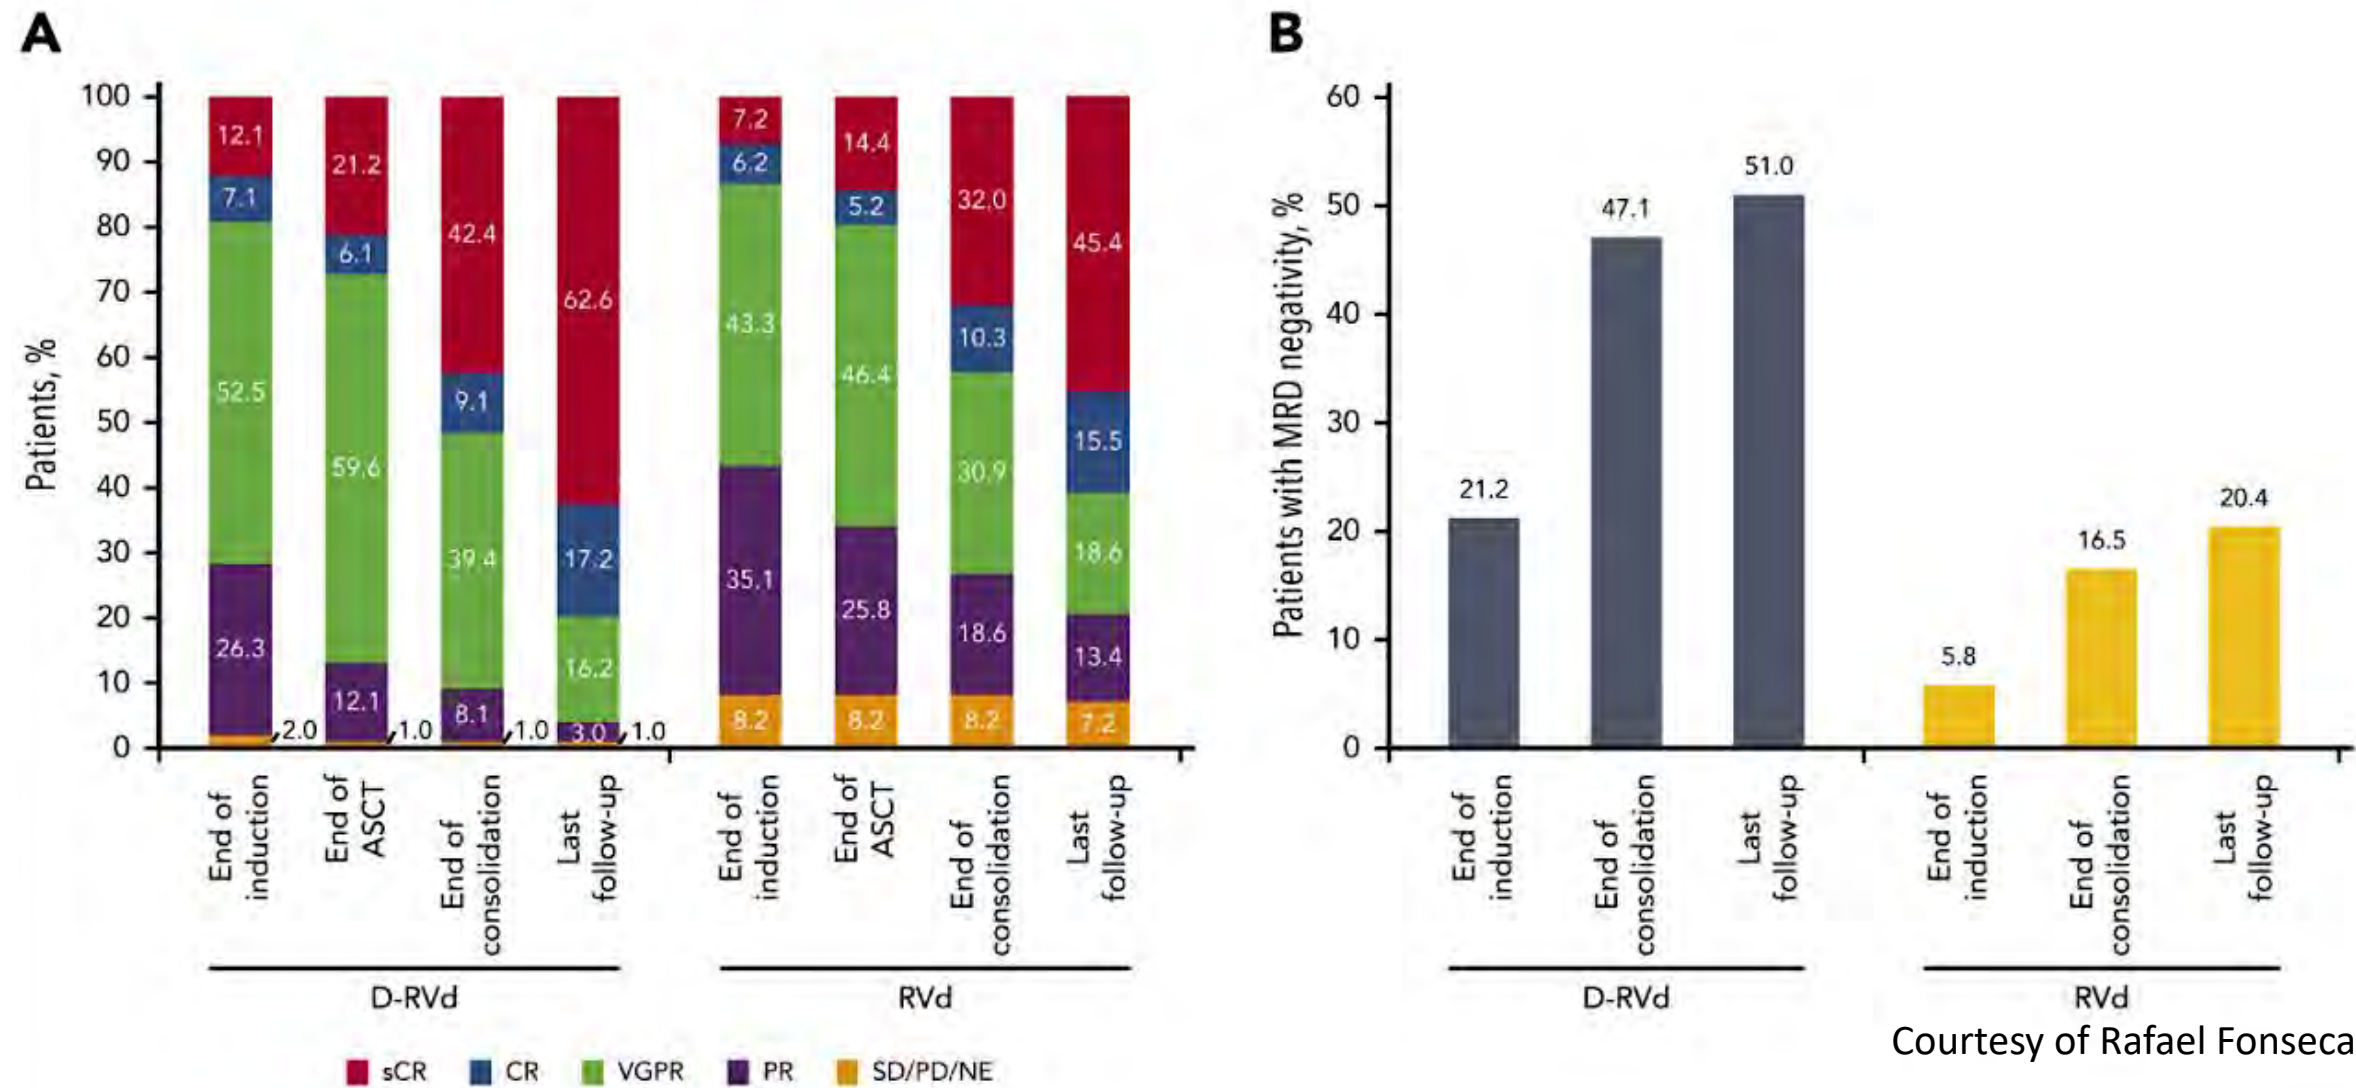 A
Patients, %
100
90
80
70
60
50
40
30
20
10
0
12.1
7.1
52.5
26.3
2.0
21.2
6.1
59.6
12.1
1.0
42.4
9.1
39.4
8.1
1.0
62.6
17.2
16.2
3.0
1.0
7.2
6.2
43.3
35.1
8.2
14.4
5.2
46.4
25.8
8.2
32.0
10.3
30.9
18.6
8.2
45.4
15.5
18.6
13.4
7.2
End of
induction
End of
ASCT
End of
consolidation
Last
follow-up
End of
induction
End of
ASCT
End of
consolidation
Last
follow-up
D-RVd
RVd
sCR
CR
VGPR
PR
SD/PD/NE
B
Patients with MRD negativity, %
60
50
40
30
20
10
0
21.2
47.1
51.0
5.8
16.5
20.4
End of
induction
End of
consolidation
Last
follow-up
End of
induction
End of
consolidation
Last
follow-up
D-RVd
RVd
Courtesy of Rafael Fonseca